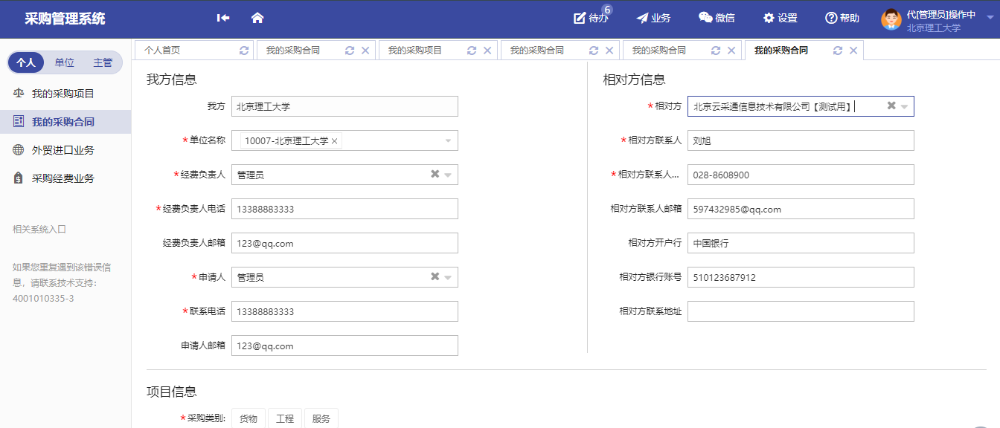 采购管理系统
6
待办
业务
微信
设置
帮助
代[管理员]操作中
北京理工大学
个人
单位
主管
个人首页
我的采购合同
我的采购项目
我的采购合同
我的采购合同
我的采购合同
我的采购项目
我的采购合同
外贸进口业务
采购经费业务
相关系统入口
如果您重复遇到该错误信
息，请联系技术支持：
4001010335-3
我方信息
我方 北京理工大学
*单位名称 10007-北京理工大学
*经费负责人 管理员
*经费负责人电话 13388883333
经费负责人邮箱 123@qq.com
*申请人 管理员
*联系电话 13388883333
申请人邮箱 123@qq.com
相对方信息
*相对方 北京云采通信息技术有限公司【测试用】
*相对方联系人 刘旭
*相对方联系人... 028-8608900
相对方联系人邮箱 597432985@qq.com
相对方开户行 中国银行
相对方银行账号 510123687912
相对方联系地址
项目信息
*采购类别: 货物 工程 服务